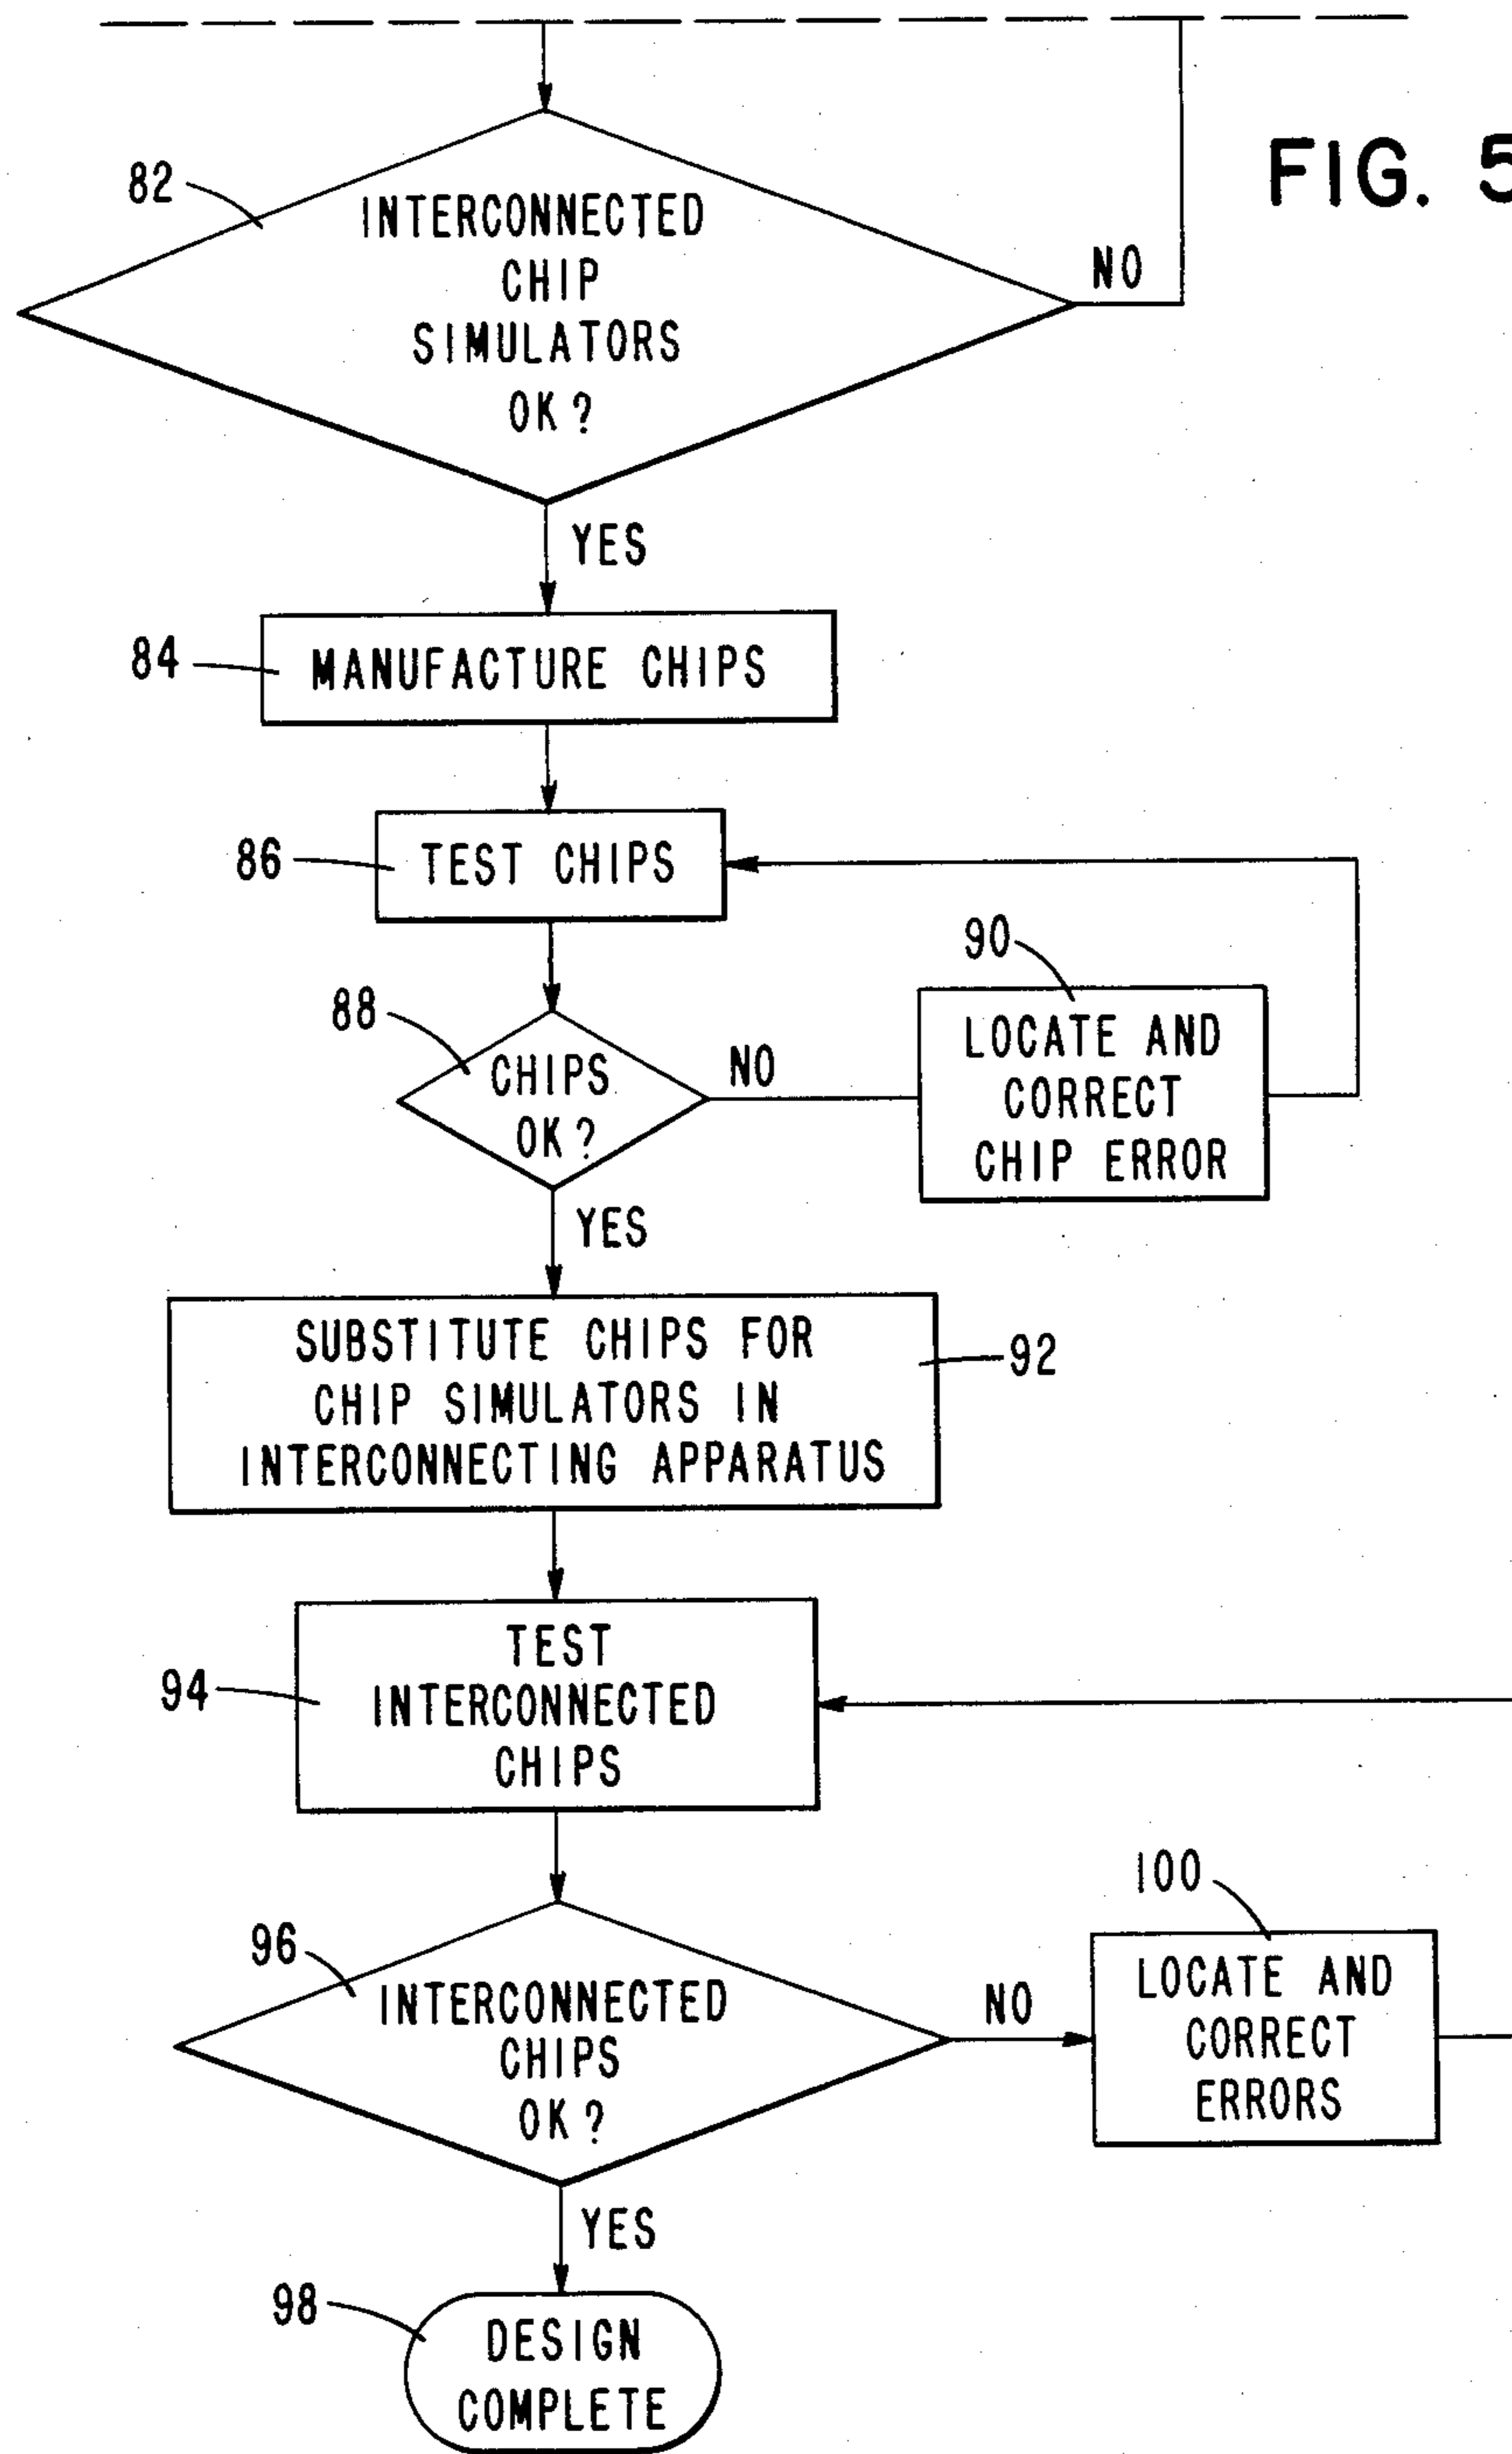 FIG. 5
82
INTERCONNECTED
CHIP
SIMULATORS
OK?
NO
YES
84
MANUFACTURE CHIPS
86
TEST CHIPS
88
CHIPS
OK?
NO
90
LOCATE AND
CORRECT
CHIP ERROR
YES
SUBSTITUTE CHIPS FOR
CHIP SIMULATORS IN
INTERCONNECTING APPARATUS
92
94
TEST
INTERCONNECTED
CHIPS
96
INTERCONNECTED
CHIPS
OK?
NO
100
LOCATE AND
CORRECT
ERRORS
YES
98
DESIGN
COMPLETE